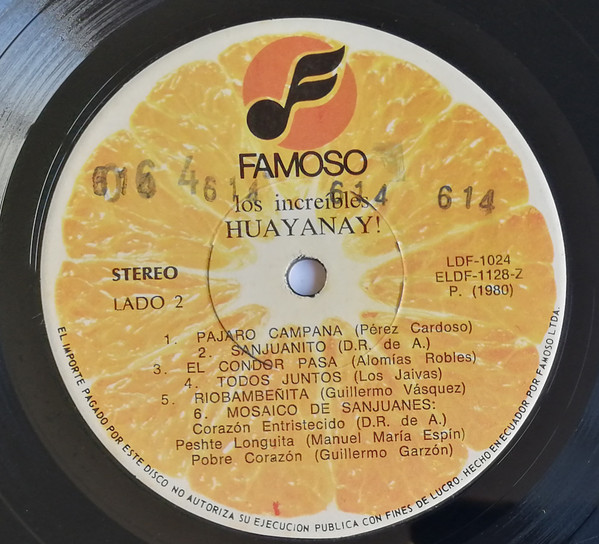 FAMOSO
614 614 614 614
los increíbles
HUAYANAY!
STEREO
LADO 2
LDF-1024
ELDF-1128-Z
P. (1980)
1. PAJARO CAMPANA (Pérez Cardoso)
2. SANJUANITO (D.R. de A.)
3. EL CONDOR PASA (Alomías Robles)
4. TODOS JUNTOS (Los Jaivas)
5. RIOBAMBEÑITA (Guillermo Vásquez)
6. MOSAICO DE SANJUANES:
Corazón Entristecido (D.R. de A.)
Peshte Longuita (Manuel María Espín)
Pobre Corazón (Guillermo Garzón)
EL IMPORTE PAGADO POR ESTE DISCO NO AUTORIZA SU EJECUCION PUBLICA CON FINES DE LUCRO.- HECHO EN ECUADOR POR FAMOSO LTDA.